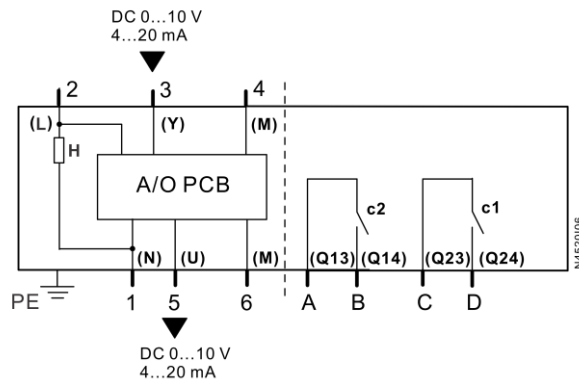 DC 0...10 V
4...20 mA
2 3 4
(L) (Y) (M)
H
A/O PCB
c2 c1
(N) (U) (M) (Q13) (Q14) (Q23) (Q24)
PE 1 5 6 A B C D
DC 0...10 V
4...20 mA